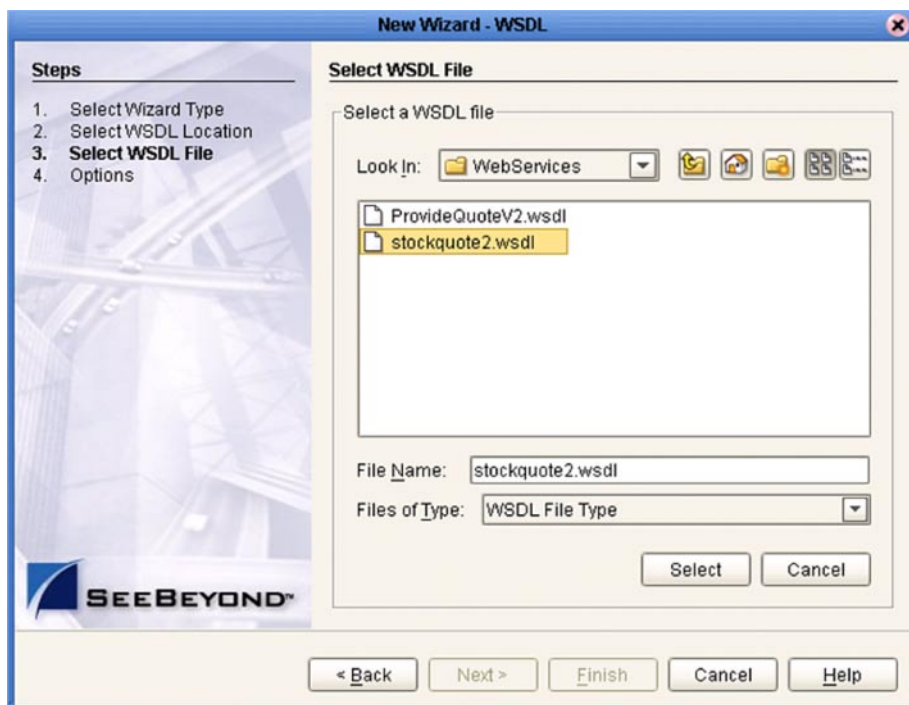 New Wizard - WSDL
Steps
1. Select Wizard Type
2. Select WSDL Location
3. Select WSDL File
4. Options
SEEBEYOND™
Select WSDL File
Select a WSDL file
Look In: WebServices
ProvideQuoteV2.wsdl
stockquote2.wsdl
File Name: stockquote2.wsdl
Files of Type: WSDL File Type
Select Cancel
< Back Next > Finish Cancel Help